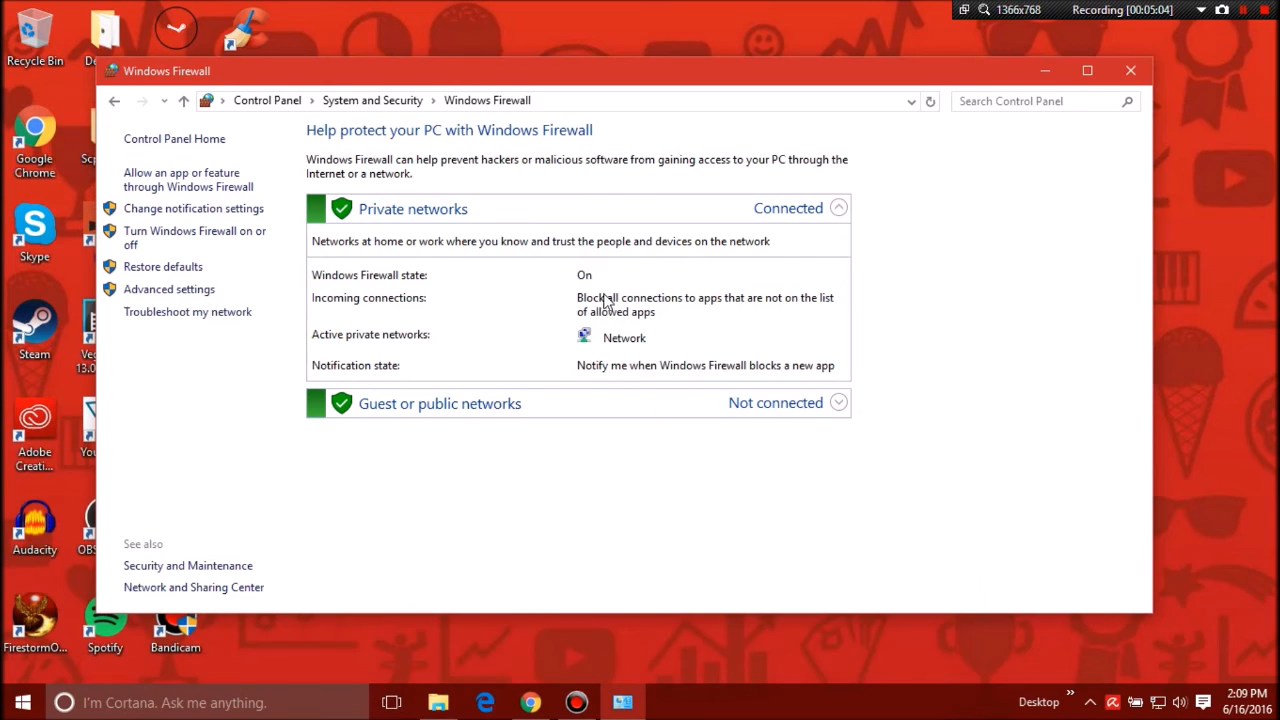 1366x768
Recording [00:05:04]
Recycle Bin
Windows Firewall
Control Panel
System and Security
Windows Firewall
Search Control Panel
Control Panel Home
Allow an app or feature
through Windows Firewall
Change notification settings
Turn Windows Firewall on or
off
Restore defaults
Advanced settings
Troubleshoot my network
See also
Security and Maintenance
Network and Sharing Center
Help protect your PC with Windows Firewall
Windows Firewall can help prevent hackers or malicious software from gaining access to your PC through the
Internet or a network.
Private networks
Connected
Networks at home or work where you know and trust the people and devices on the network
Windows Firewall state:
On
Incoming connections:
Block all connections to apps that are not on the list
of allowed apps
Active private networks:
Network
Notification state:
Notify me when Windows Firewall blocks a new app
Guest or public networks
Not connected
Google
Chrome
Skype
Steam
13.0
Adobe
Creati...
Audacity
OBS
FirestormO...
Spotify
Bandicam
I'm Cortana. Ask me anything.
Desktop
2:09 PM
6/16/2016